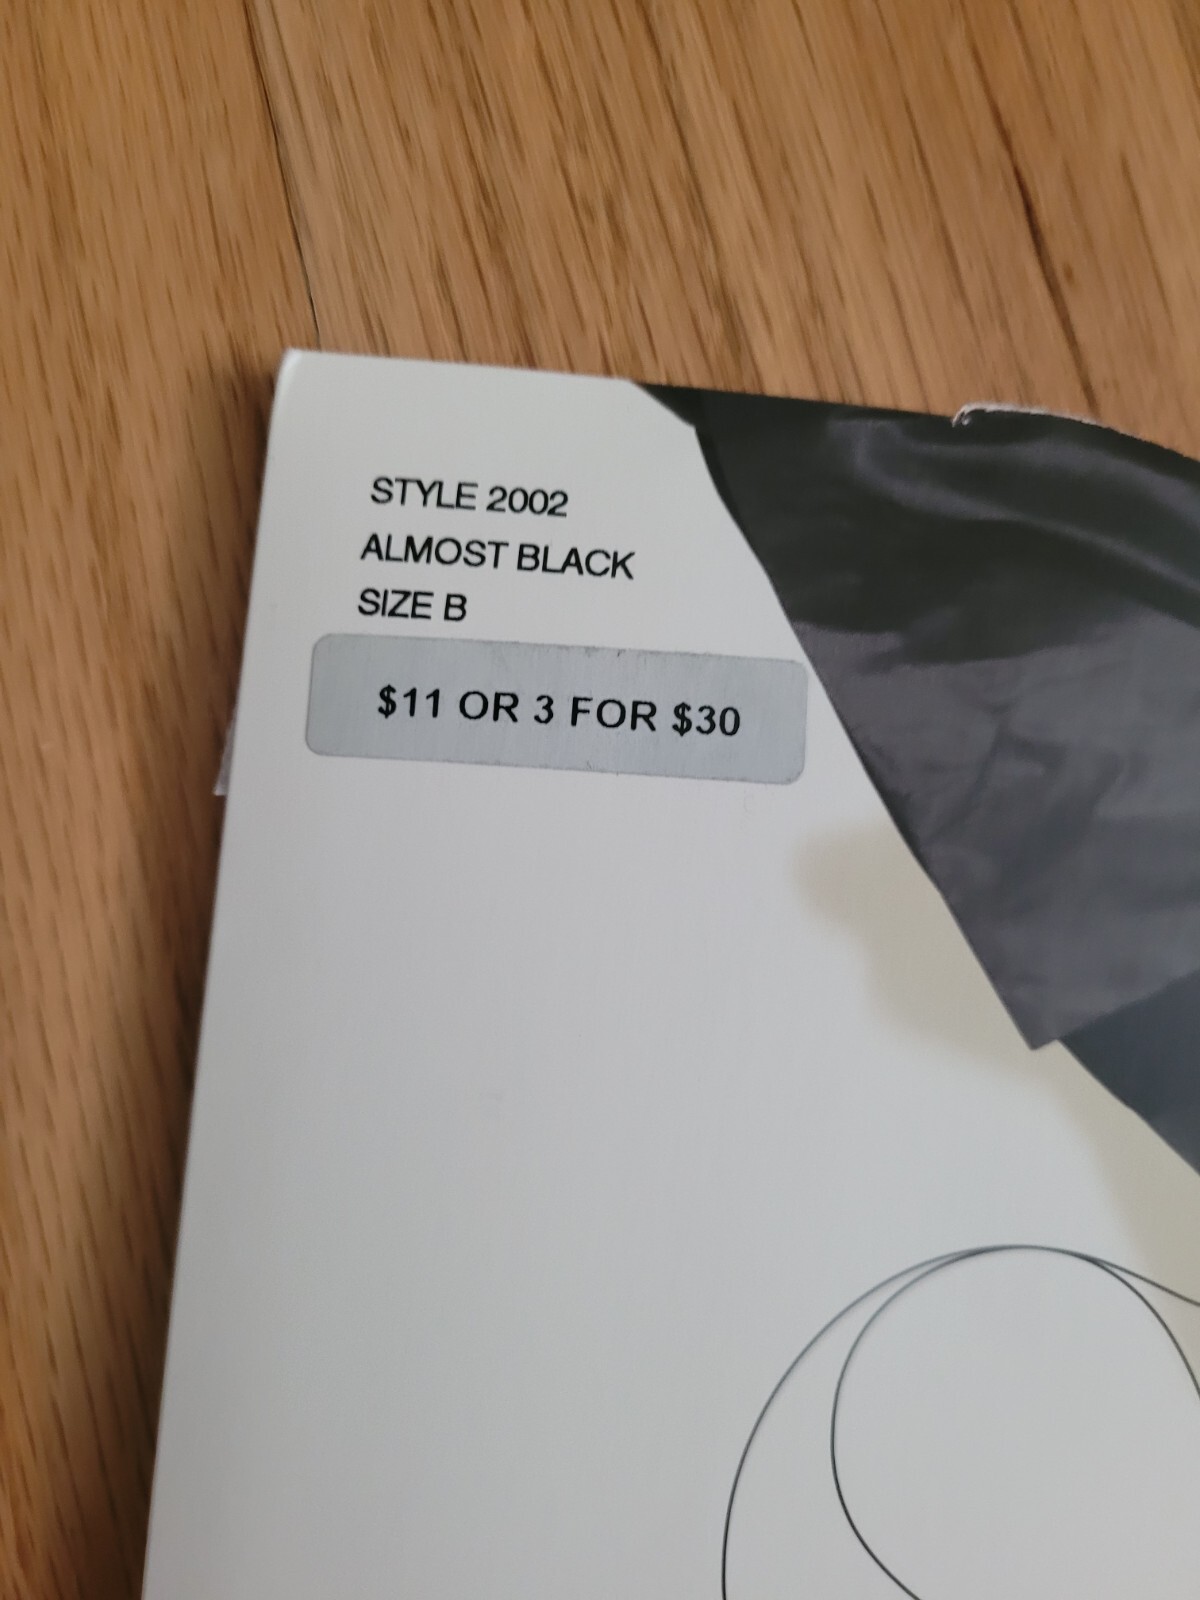 STYLE 2002
ALMOST BLACK
SIZE B
$11 OR 3 FOR $30